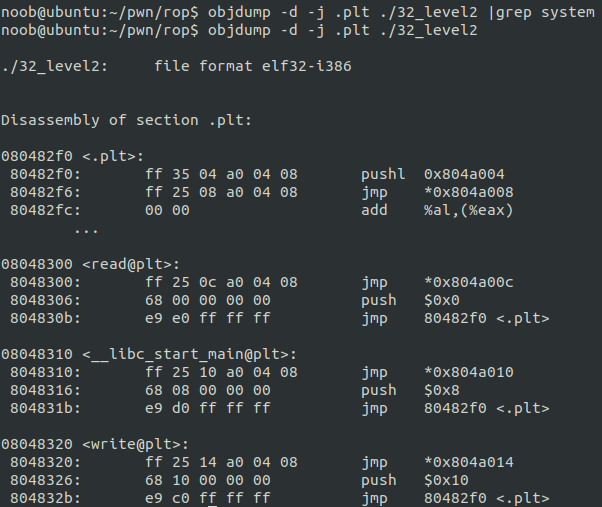 noob@ubuntu:~/pwn/rop$ objdump -d -j .plt ./32_level2 |grep system
noob@ubuntu:~/pwn/rop$ objdump -d -j .plt ./32_level2
./32_level2:     file format elf32-i386
Disassembly of section .plt:
080482f0 <.plt>:
 80482f0:       ff 35 04 a0 04 08       pushl  0x804a004
 80482f6:       ff 25 08 a0 04 08       jmp    *0x804a008
 80482fc:       00 00                   add    %al,(%eax)
        ...
08048300 <read@plt>:
 8048300:       ff 25 0c a0 04 08       jmp    *0x804a00c
 8048306:       68 00 00 00 00          push   $0x0
 804830b:       e9 e0 ff ff ff          jmp    80482f0 <.plt>
08048310 <__libc_start_main@plt>:
 8048310:       ff 25 10 a0 04 08       jmp    *0x804a010
 8048316:       68 08 00 00 00          push   $0x8
 804831b:       e9 d0 ff ff ff          jmp    80482f0 <.plt>
08048320 <write@plt>:
 8048320:       ff 25 14 a0 04 08       jmp    *0x804a014
 8048326:       68 10 00 00 00          push   $0x10
 804832b:       e9 c0 ff ff ff          jmp    80482f0 <.plt>